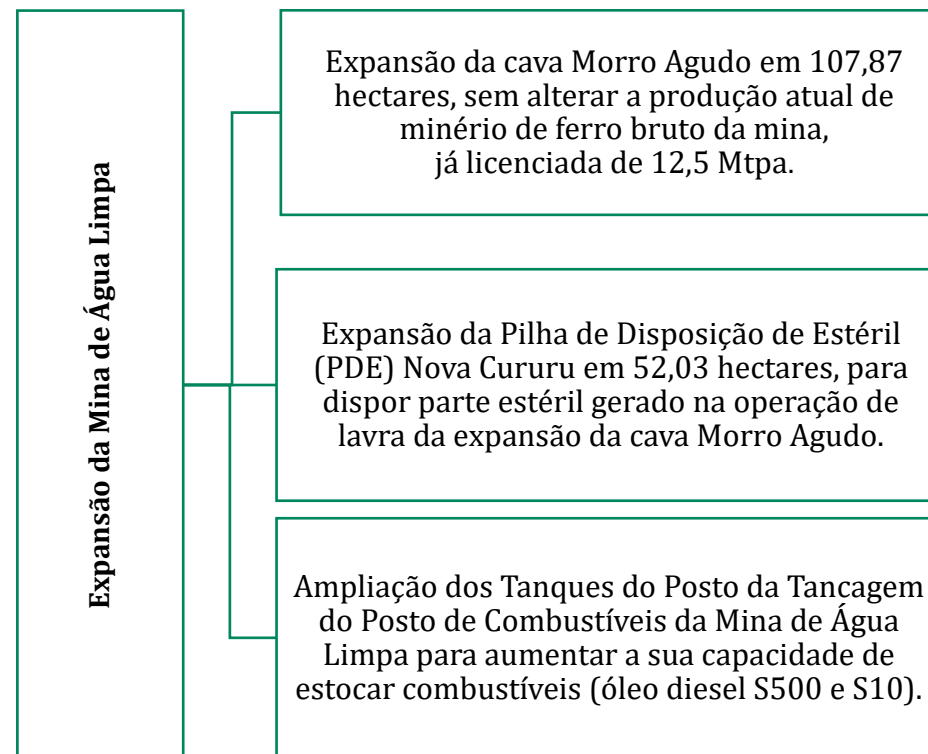 Expansão da Mina de Água Limpa
Expansão da cava Morro Agudo em 107,87
hectares, sem alterar a produção atual de
minério de ferro bruto da mina,
já licenciada de 12,5 Mtpa.
Expansão da Pilha de Disposição de Estéril
(PDE) Nova Cururu em 52,03 hectares, para
dispor parte estéril gerado na operação de
lavra da expansão da cava Morro Agudo.
Ampliação dos Tanques do Posto da Tancagem
do Posto de Combustíveis da Mina de Água
Limpa para aumentar a sua capacidade de
estocar combustíveis (óleo diesel S500 e S10).